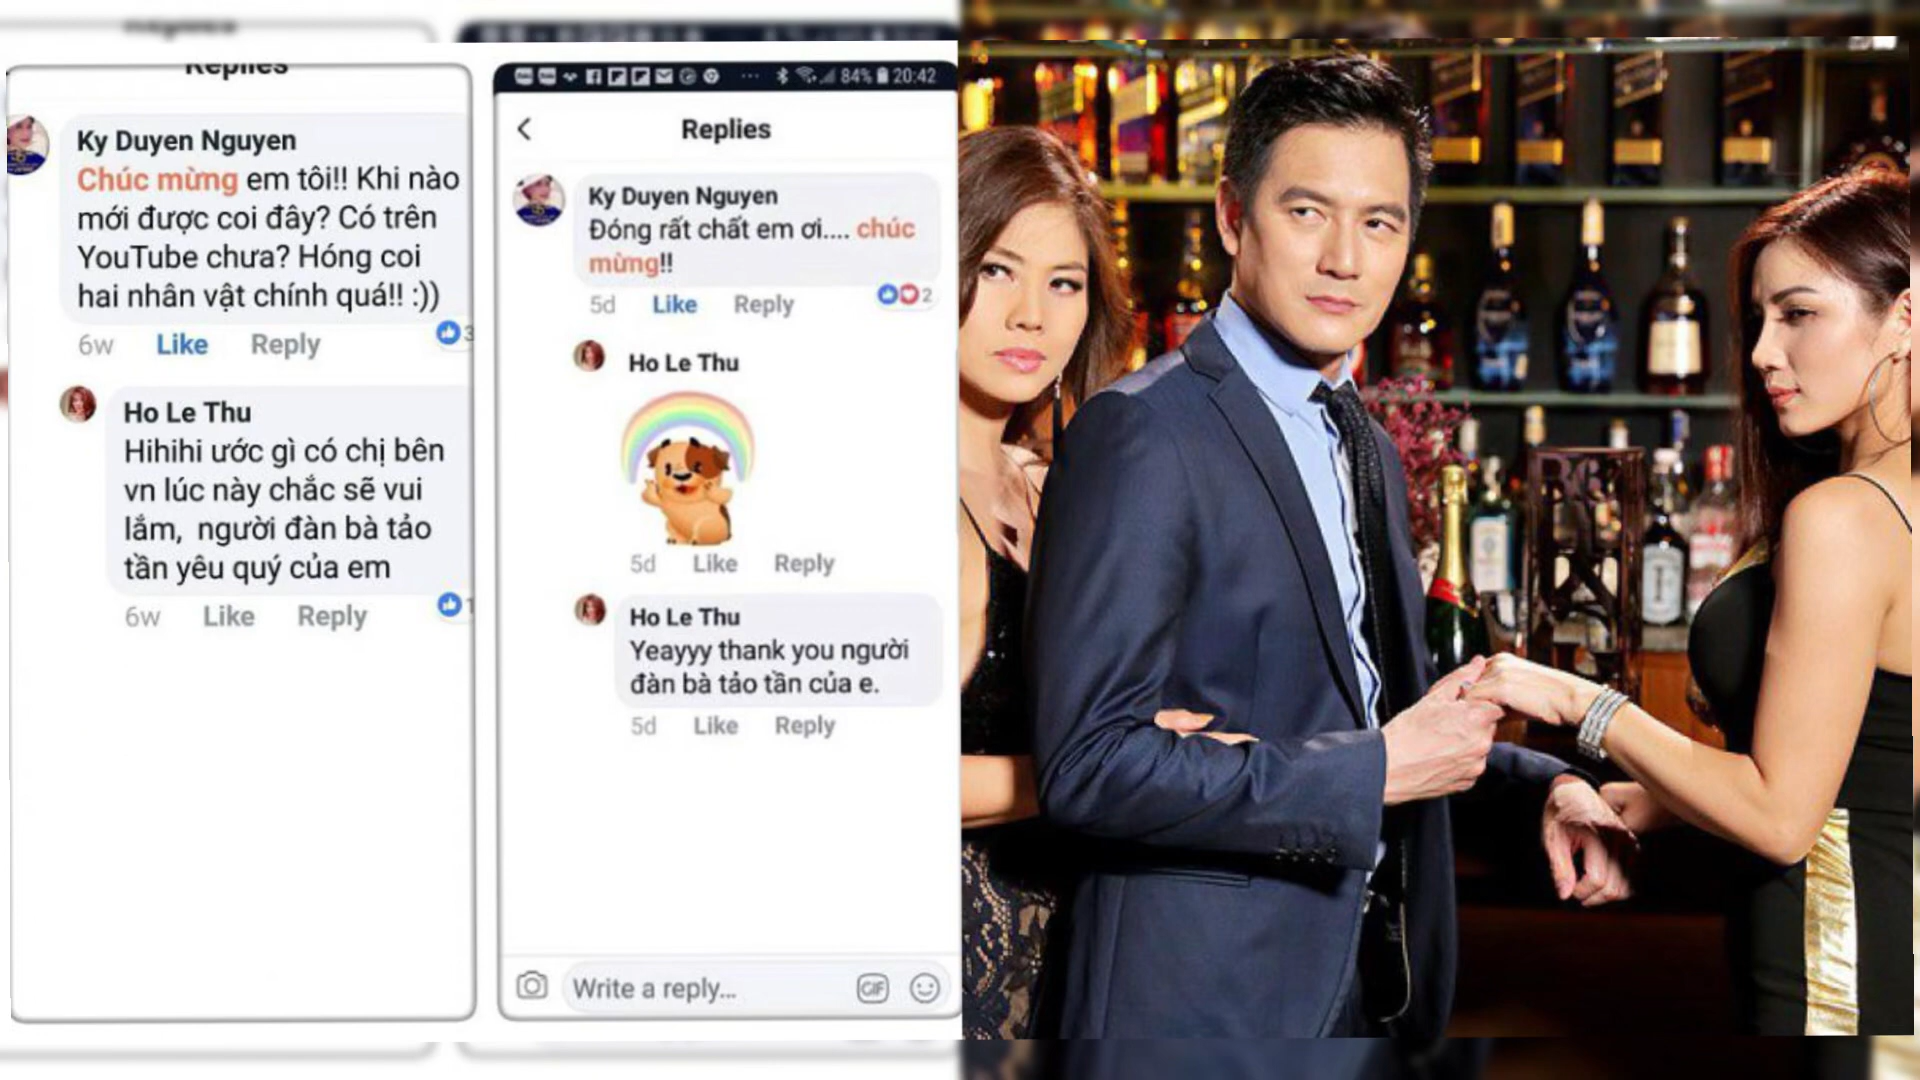 Replies
Ky Duyen Nguyen
Chúc mừng em tôi!! Khi nào
mới được coi đây? Có trên
YouTube chưa? Hóng coi
hai nhân vật chính quá!! :))
6w Like Reply 3
Ho Le Thu
Hihihi ước gì có chị bên
vn lúc này chắc sẽ vui
lắm, người đàn bà tảo
tần yêu quý của em
6w Like Reply 1
84% 20:42
Replies
Ky Duyen Nguyen
Đóng rất chất em ơi.... chúc
mừng!!
5d Like Reply 2
Ho Le Thu
5d Like Reply
Ho Le Thu
Yeayyy thank you người
đàn bà tảo tần của e.
5d Like Reply
Write a reply... GIF